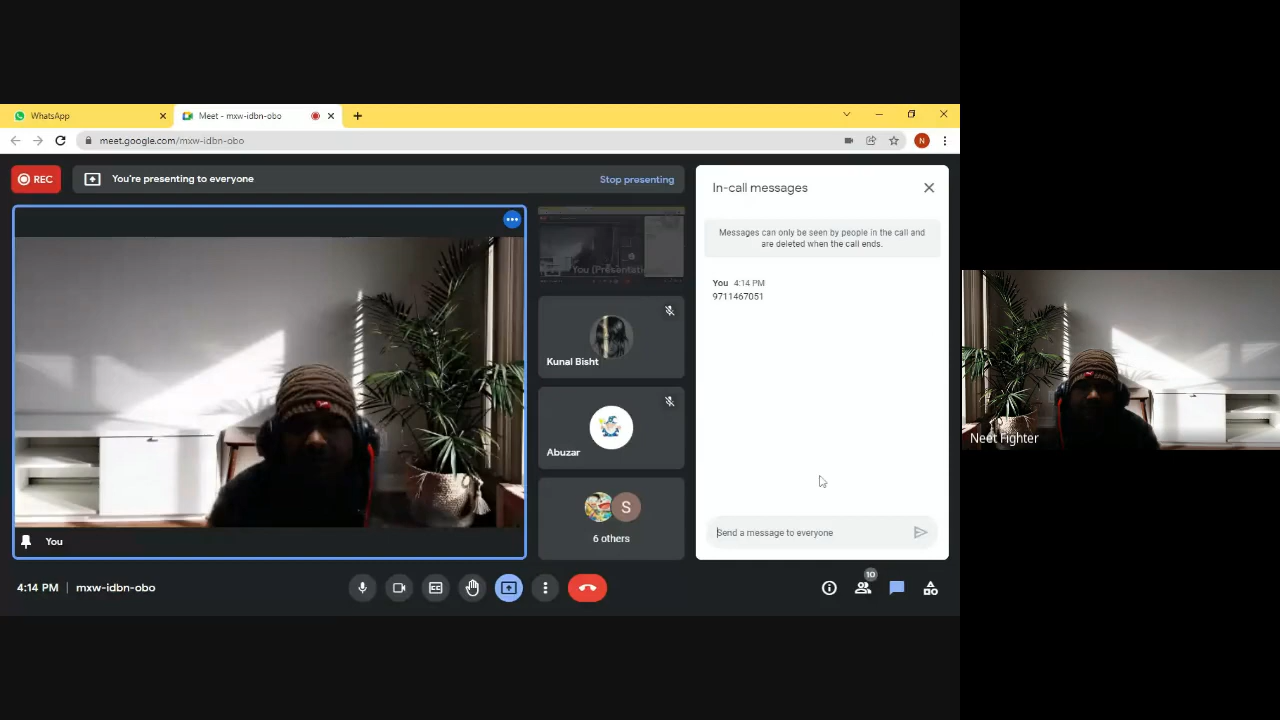 WhatsApp
Meet - mxw-idbn-obo
meet.google.com/mxw-idbn-obo
N
REC
You're presenting to everyone
Stop presenting
In-call messages
Messages can only be seen by people in the call and
are deleted when the call ends.
You 4:14 PM
9711467051
You (Presentati
Kunal Bisht
Abuzar
S
6 others
You
Send a message to everyone
4:14 PM | mxw-idbn-obo
CC
10
Neet Fighter